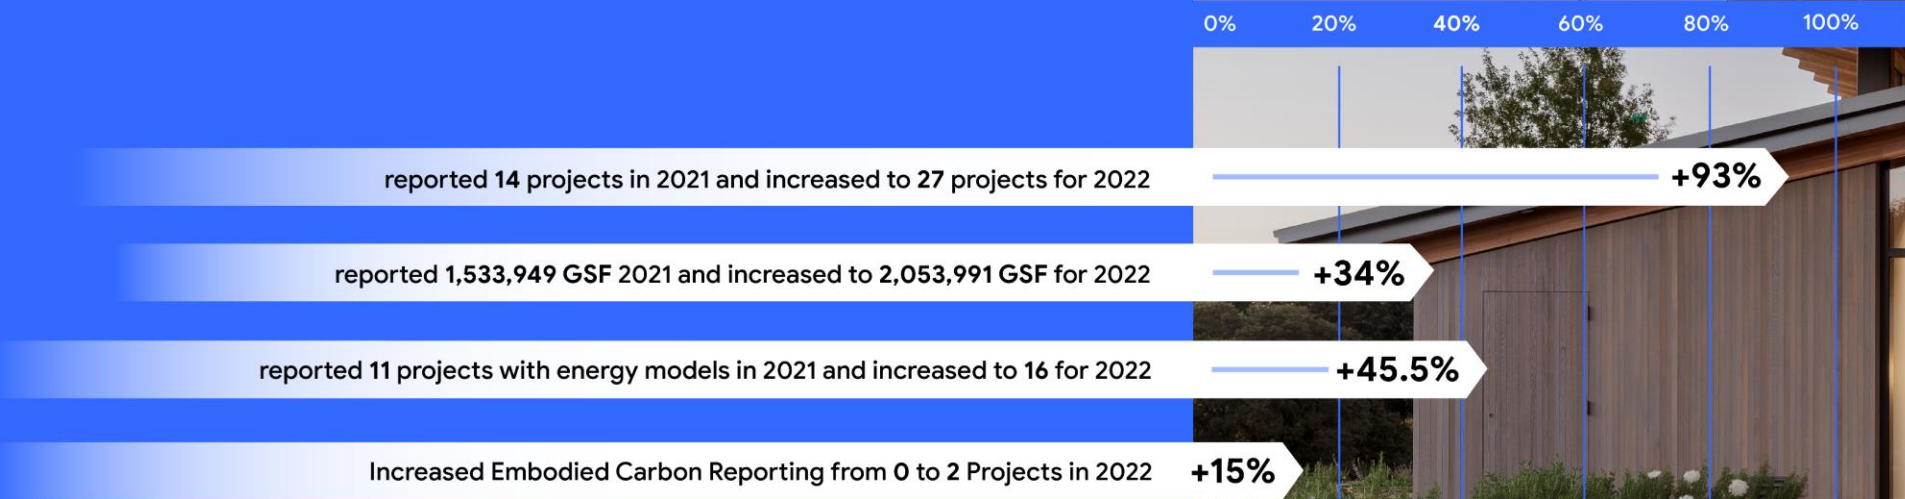 0% 20% 40% 60% 80% 100%
reported 14 projects in 2021 and increased to 27 projects for 2022 +93%
reported 1,533,949 GSF 2021 and increased to 2,053,991 GSF for 2022 +34%
reported 11 projects with energy models in 2021 and increased to 16 for 2022 +45.5%
Increased Embodied Carbon Reporting from 0 to 2 Projects in 2022 +15%